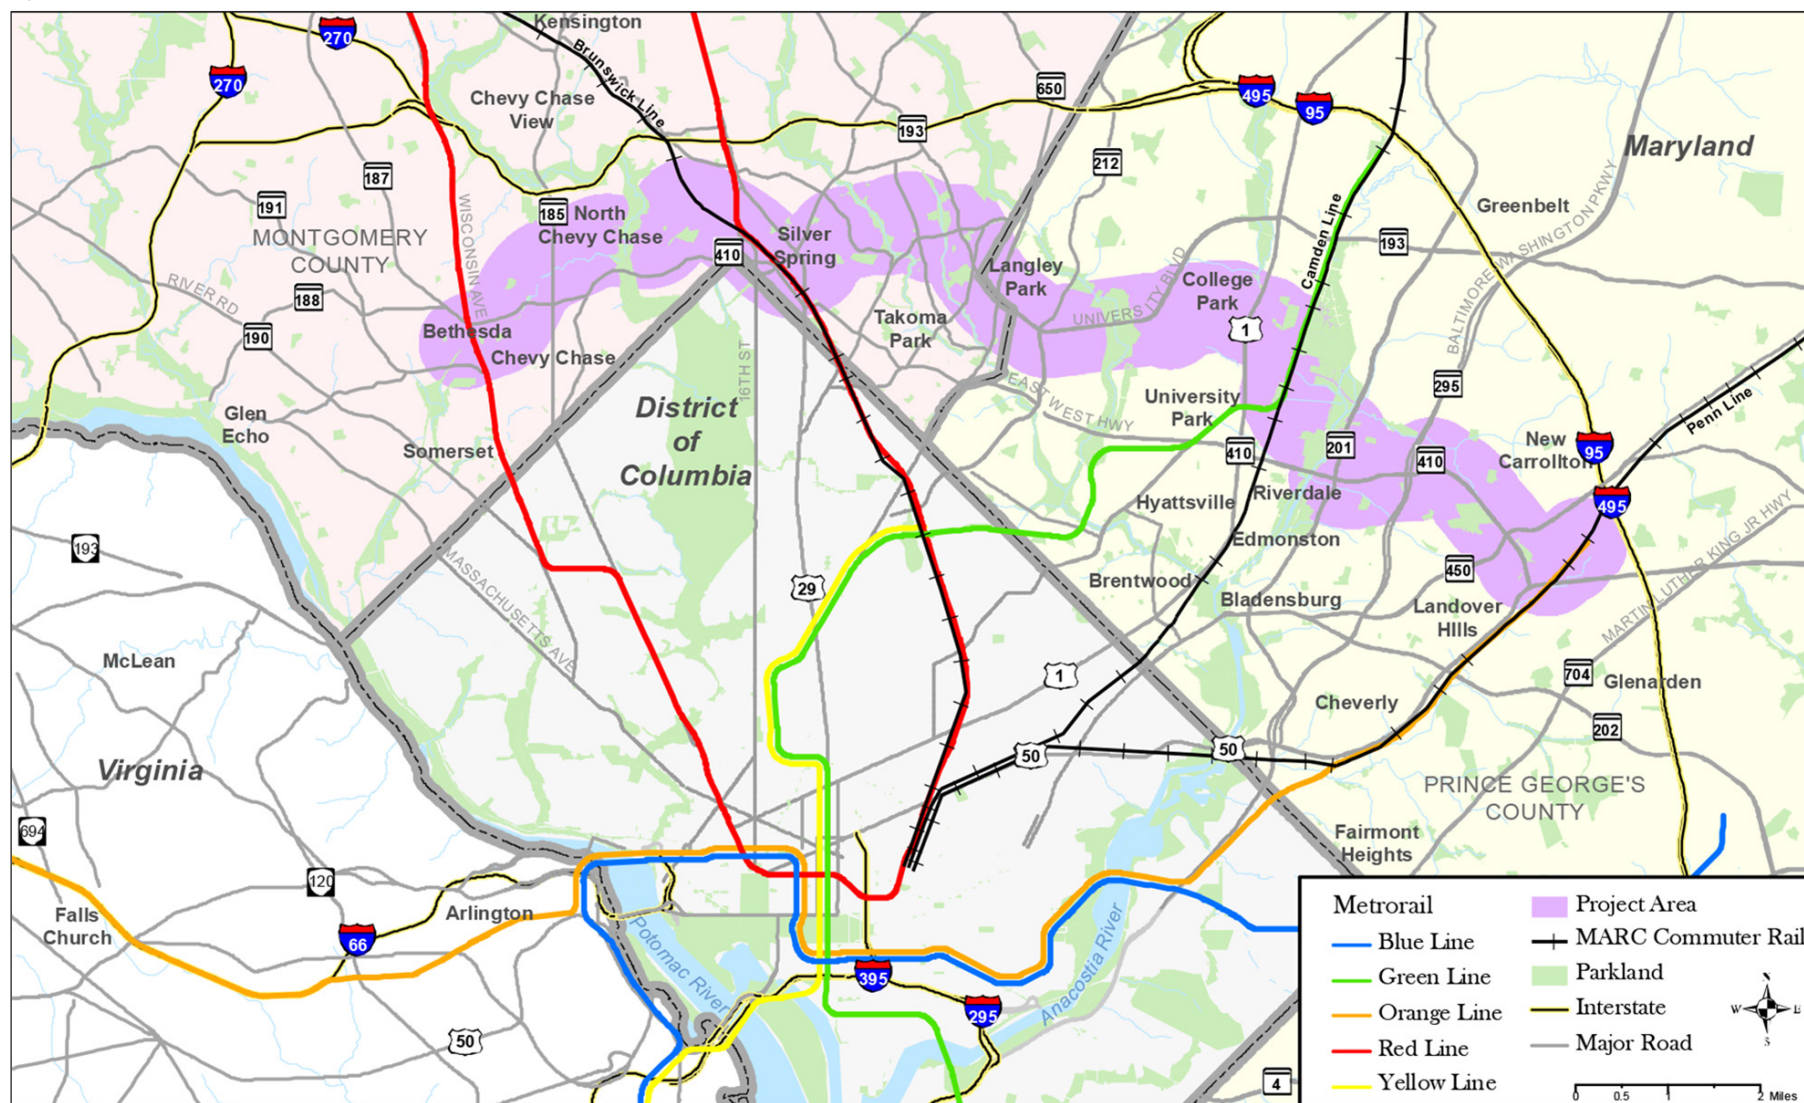 Kensington
270
270
Brunswick Line
Chevy Chase
View
650
495
95
193
Maryland
212
187
191
WISCONSIN AVE
185
North
Chevy Chase
Silver
Spring
410
MONTGOMERY
COUNTY
Langley
Park
College
Park
UNIVERSITY BLVD
Camden Line
Greenbelt
193
BALTIMORE-WASHINGTON PKWY
RIVER RD
188
190
Bethesda
Chevy Chase
Takoma
Park
1
16TH ST
EAST WEST HWY
University
Park
295
Penn Line
Glen
Echo
Somerset
District
of
Columbia
410
201
410
New
Carrollton
95
495
Hyattsville
Riverdale
Edmonston
193
MASSACHUSETTS AVE
29
Brentwood
Bladensburg
450
Landover
HIlls
MARTIN LUTHER KING JR HWY
McLean
1
704
Glenarden
Cheverly
202
Virginia
50
50
PRINCE GEORGE'S
COUNTY
694
Fairmont
Heights
120
Falls
Church
Arlington
66
Potomac River
395
295
Anacostia River
50
4
Metrorail
Blue Line
Green Line
Orange Line
Red Line
Yellow Line
Project Area
MARC Commuter Rail
Parkland
Interstate
Major Road
N
W
E
S
0 0.5 1 2 Miles